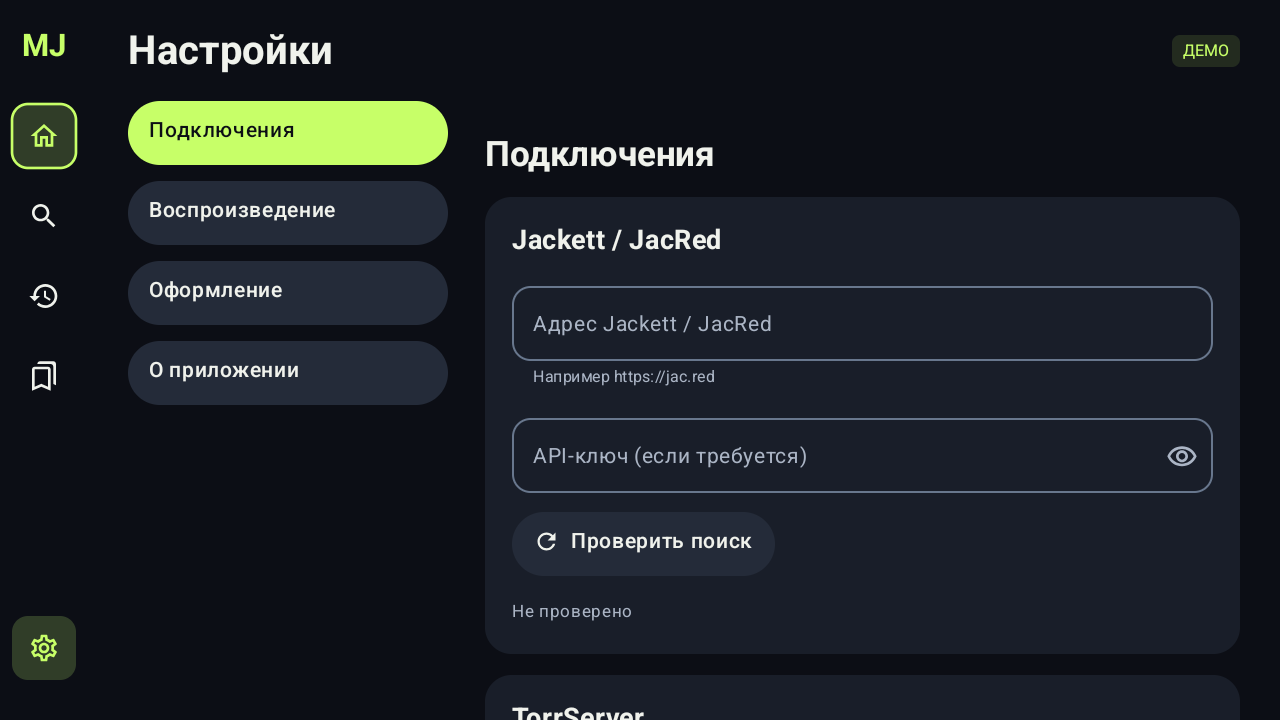 MJ
Настройки
ДЕМО
Подключения
Воспроизведение
Оформление
О приложении
Подключения
Jackett / JacRed
Адрес Jackett / JacRed
Например https://jac.red
API-ключ (если требуется)
Проверить поиск
Не проверено
TorrServer